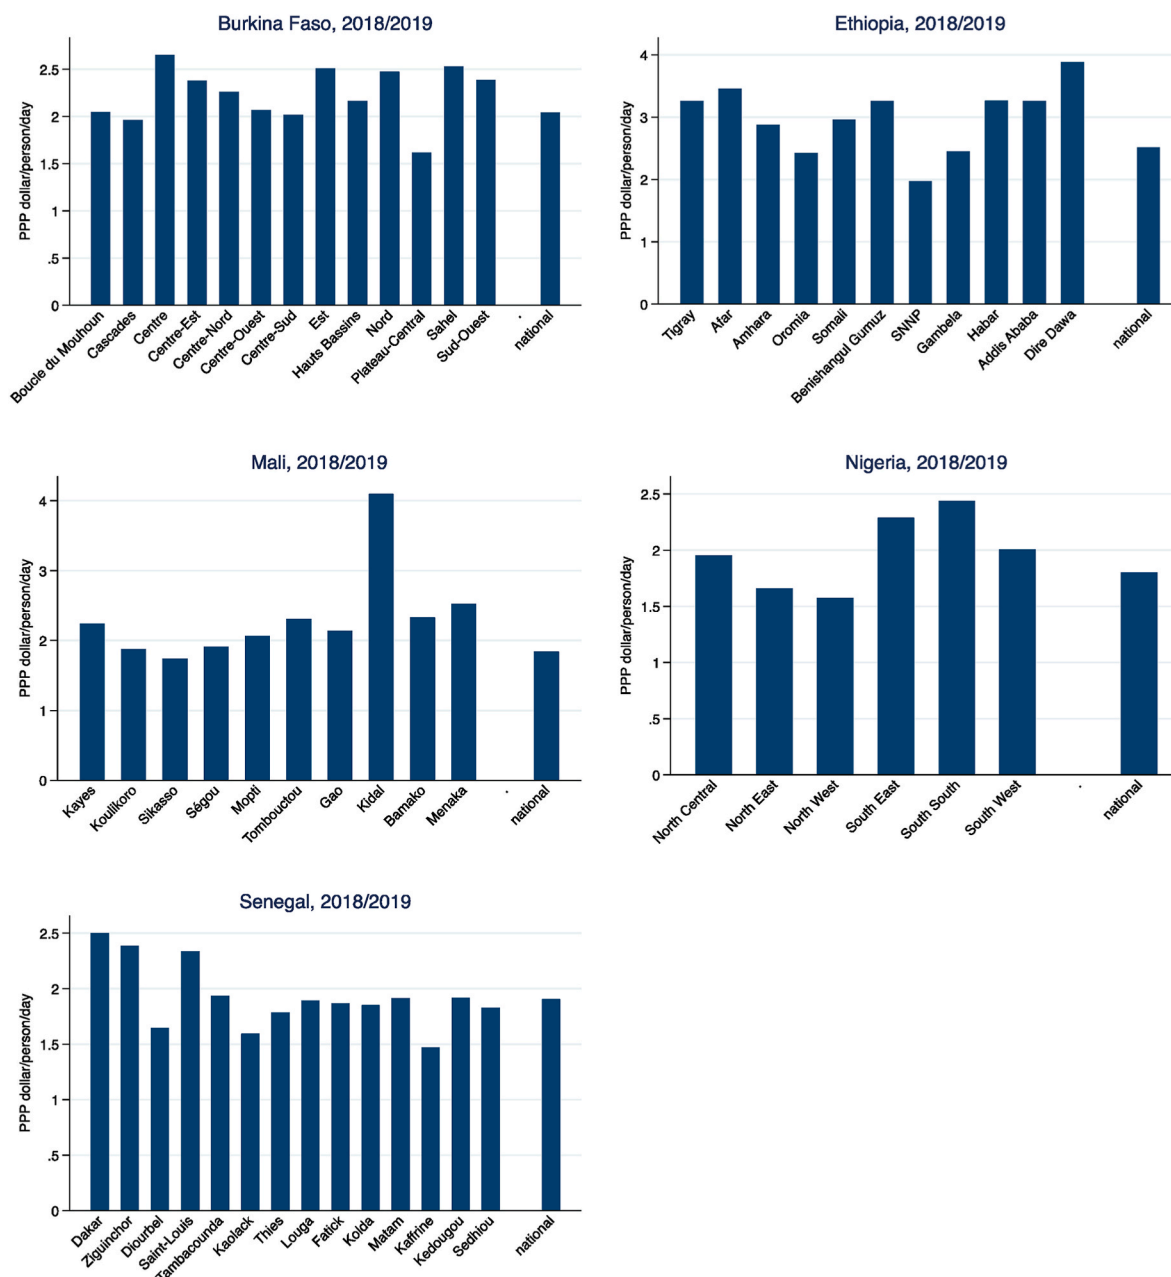 Burkina Faso, 2018/2019
PPP dollar/person/day
2.5
2
1.5
1
.5
0
Boucle du Mouhoun
Cascades
Centre
Centre-Est
Centre-Nord
Centre-Ouest
Centre-Sud
Est
Hauts Bassins
Nord
Plateau-Central
Sahel
Sud-Ouest
.
national
Ethiopia, 2018/2019
PPP dollar/person/day
4
3
2
1
0
Tigray
Afar
Amhara
Oromia
Somali
Benishangul Gumuz
SNNP
Gambela
Habar
Addis Ababa
Dire Dawa
national
Mali, 2018/2019
PPP dollar/person/day
4
3
2
1
0
Kayes
Koulikoro
Sikasso
Ségou
Mopti
Tombouctou
Gao
Kidal
Bamako
Menaka
.
national
Nigeria, 2018/2019
PPP dollar/person/day
2.5
2
1.5
1
.5
0
North Central
North East
North West
South East
South South
South West
.
national
Senegal, 2018/2019
PPP dollar/person/day
2.5
2
1.5
1
.5
0
Dakar
Ziguinchor
Diourbel
Saint-Louis
Tambacounda
Kaolack
Thies
Louga
Fatick
Kolda
Matam
Kaffrine
Kedougou
Sedhiou
national